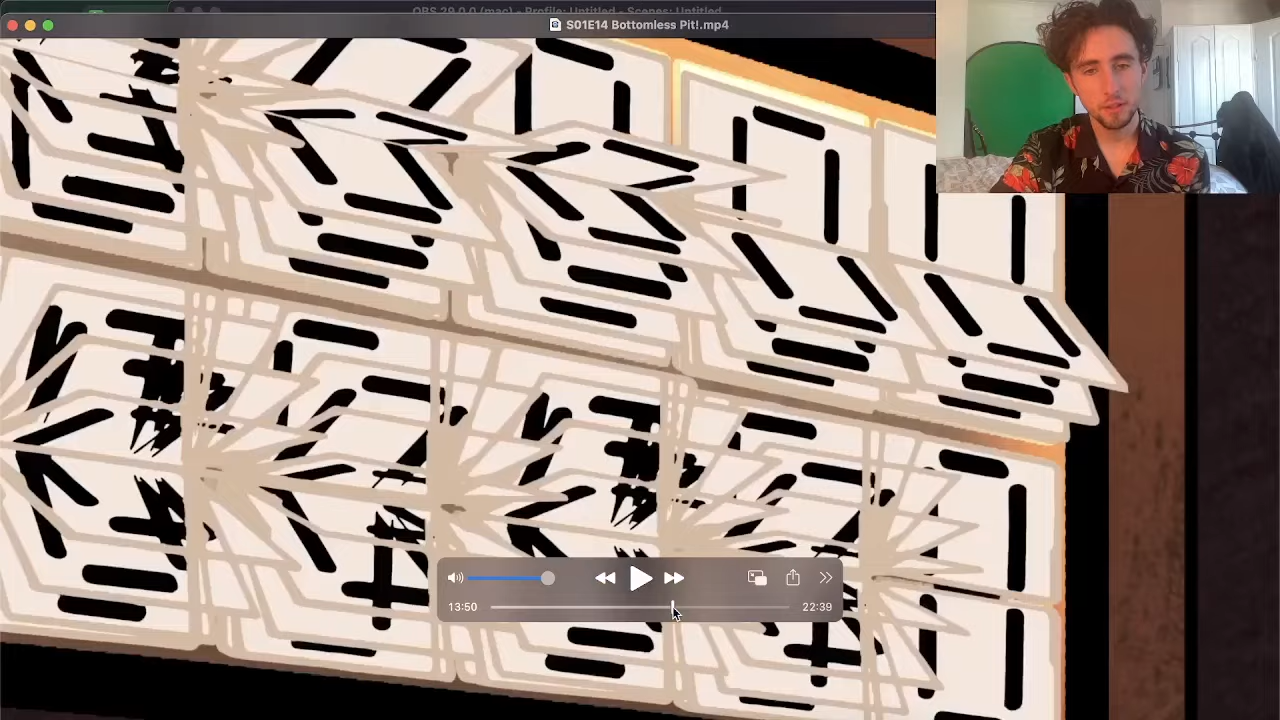 OBS 29.0.0 (mac) - Profile: Untitled - Scenes: Untitled
S01E14 Bottomless Pit!.mp4
13:50
22:39